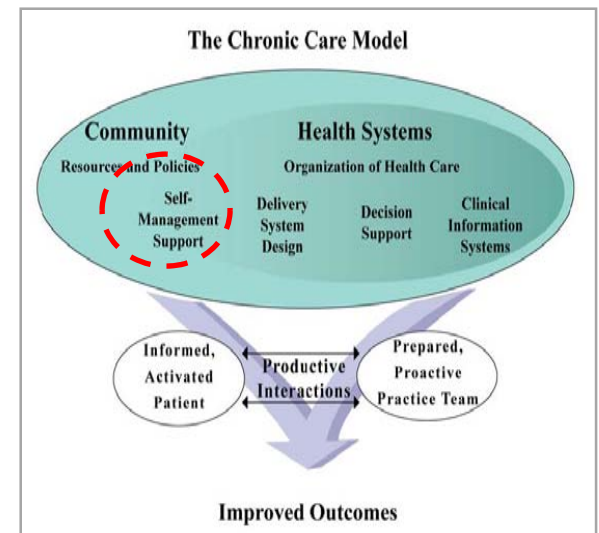 The Chronic Care Model
Community
Health Systems
Resources and Policies
Organization of Health Care
Self-
Management
Support
Delivery
System
Design
Decision
Support
Clinical
Information
Systems
Informed,
Activated
Patient
Productive
Interactions
Prepared,
Proactive
Practice Team
Improved Outcomes